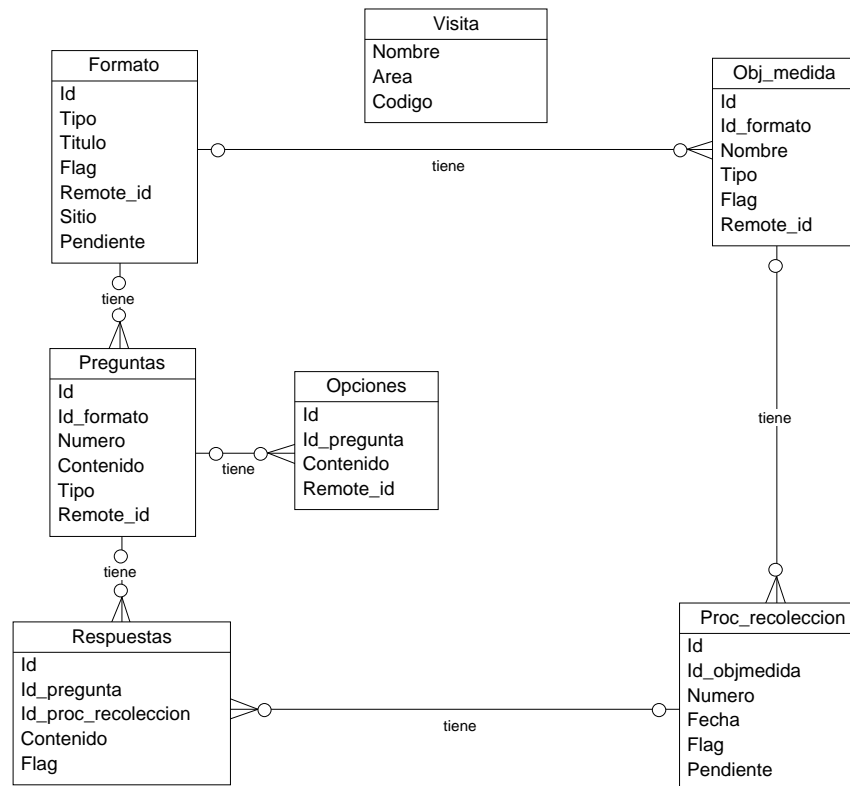 Visita
Nombre
Area
Codigo
Formato
Id
Tipo
Titulo
Flag
Remote_id
Sitio
Pendiente
Obj_medida
Id
Id_formato
Nombre
Tipo
Flag
Remote_id
tiene
tiene
Preguntas
Id
Id_formato
Numero
Contenido
Tipo
Remote_id
Opciones
Id
Id_pregunta
Contenido
Remote_id
tiene
tiene
tiene
Respuestas
Id
Id_pregunta
Id_proc_recoleccion
Contenido
Flag
Proc_recoleccion
Id
Id_objmedida
Numero
Fecha
Flag
Pendiente
tiene